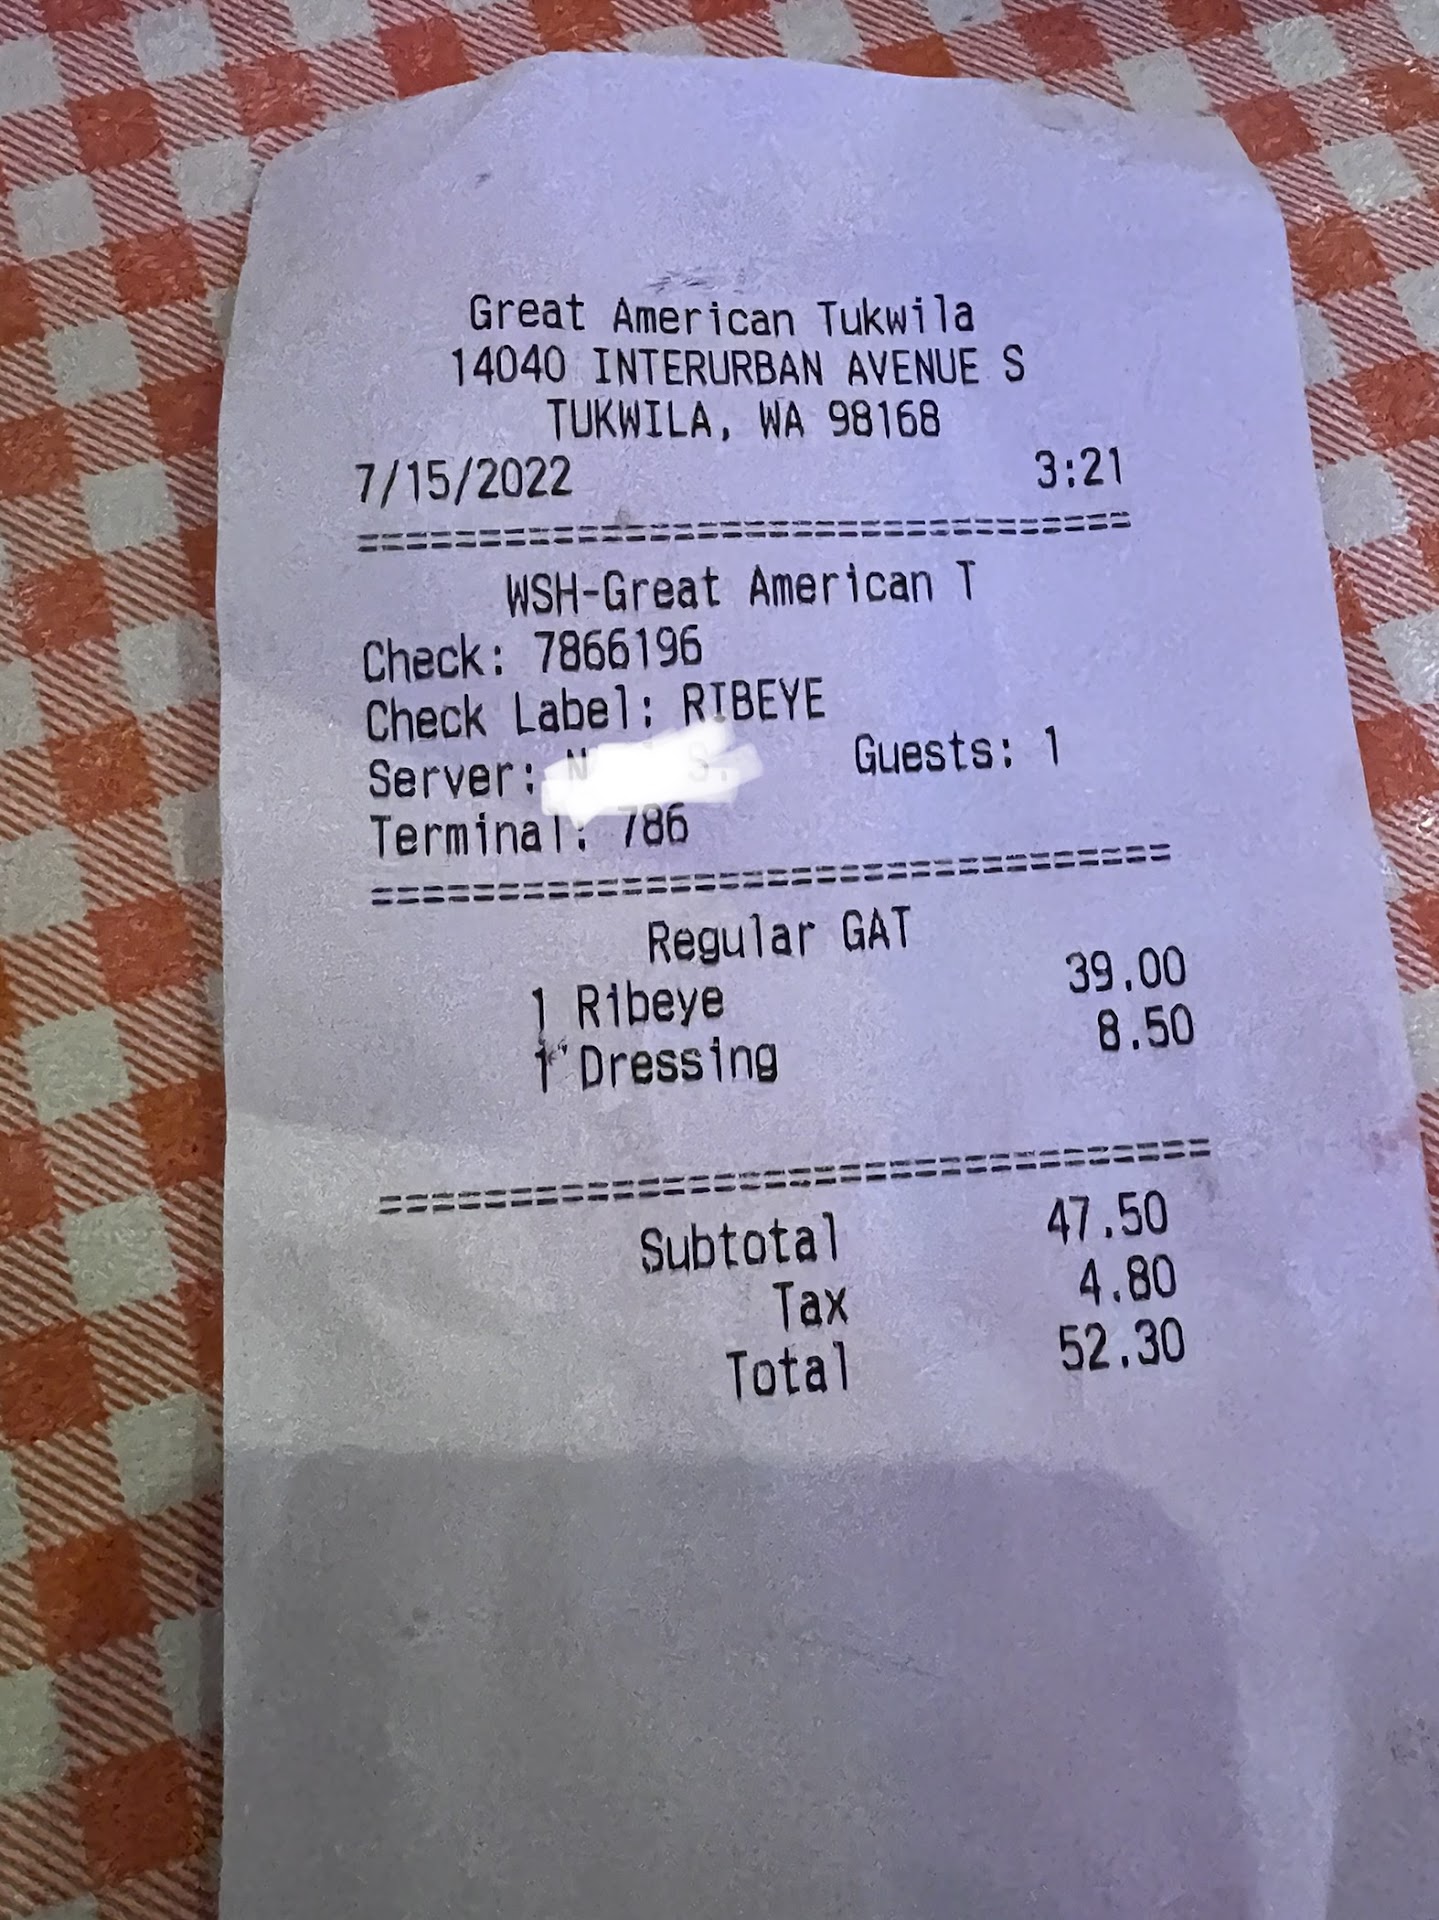 Great American Tukwila
14040 INTERURBAN AVENUE S
TUKWILA, WA 98168
7/15/2022 3:21
================================
WSH-Great American T
Check: 7866196
Check Label: RIBEYE
Server: Guests: 1
Terminal: 786
================================
Regular GAT
1 Ribeye 39.00
1 Dressing 8.50
================================
Subtotal 47.50
Tax 4.80
Total 52.30